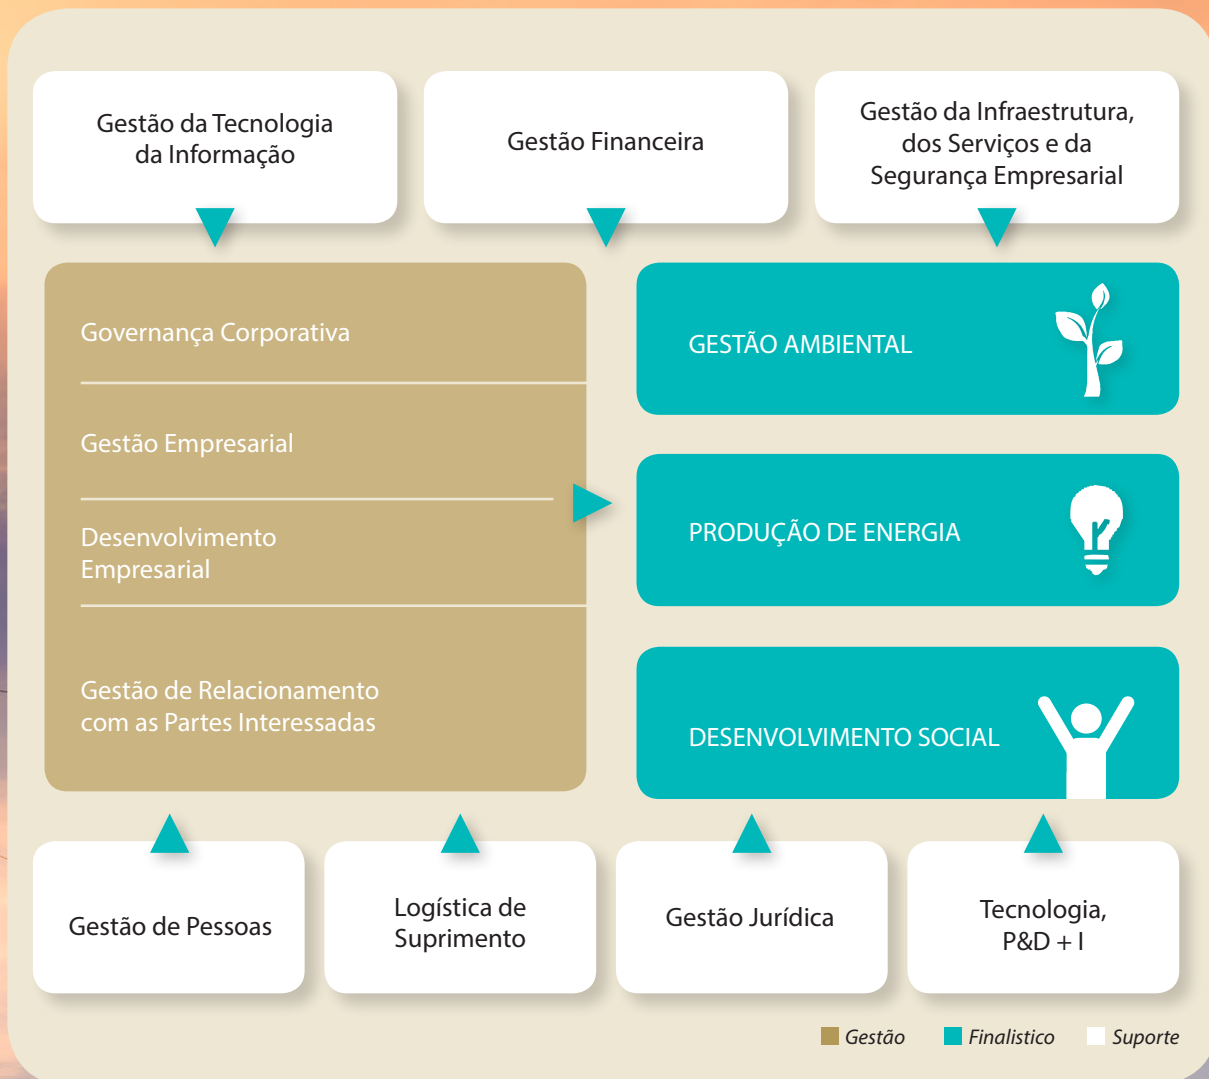 Gestão da Tecnologia
da Informação
Gestão Financeira
Gestão da Infraestrutura,
dos Serviços e da
Segurança Empresarial
Governança Corporativa
Gestão Empresarial
Desenvolvimento
Empresarial
Gestão de Relacionamento
com as Partes Interessadas
GESTÃO AMBIENTAL
PRODUÇÃO DE ENERGIA
DESENVOLVIMENTO SOCIAL
Gestão de Pessoas
Logística de
Suprimento
Gestão Jurídica
Tecnologia,
P&D + I
Gestão
Finalistico
Suporte